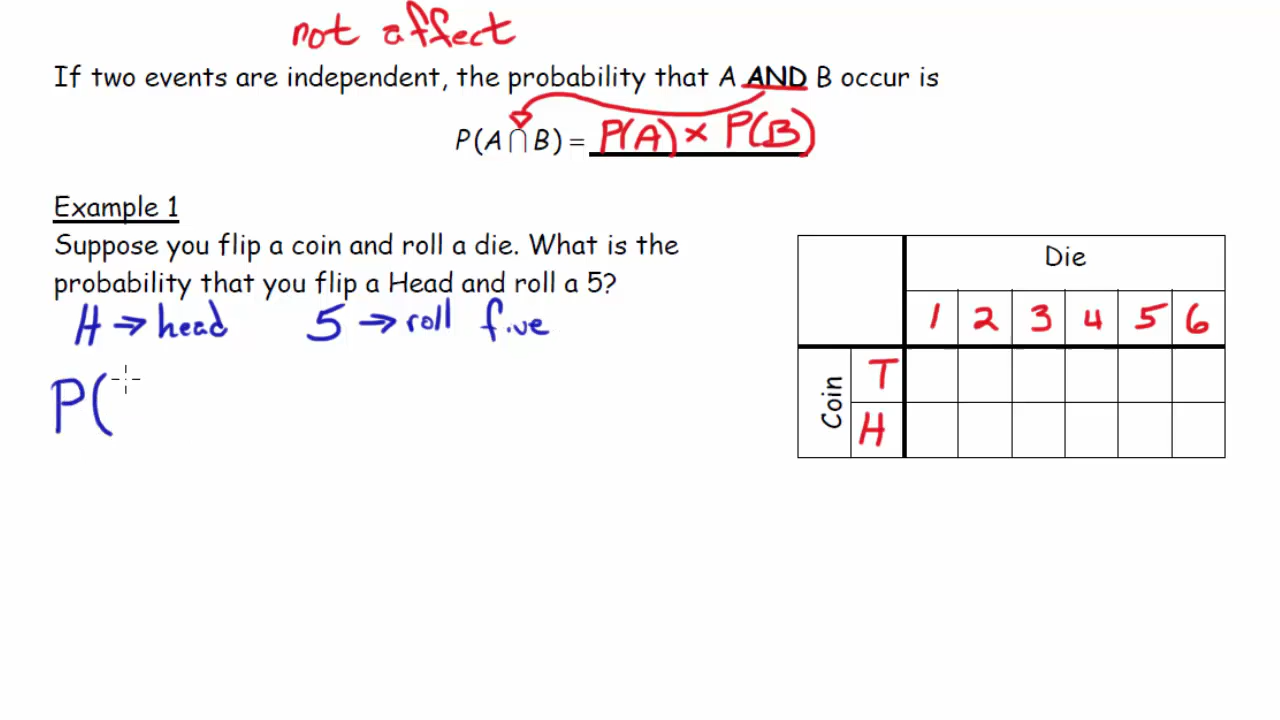 not affect
If two events are independent, the probability that A AND B occur is
P(A ∩ B) = P(A) × P(B)
Example 1
Suppose you flip a coin and roll a die. What is the
probability that you flip a Head and roll a 5?
H → head 5 → roll five
P(
Die
1 2 3 4 5 6
Coin
T
H